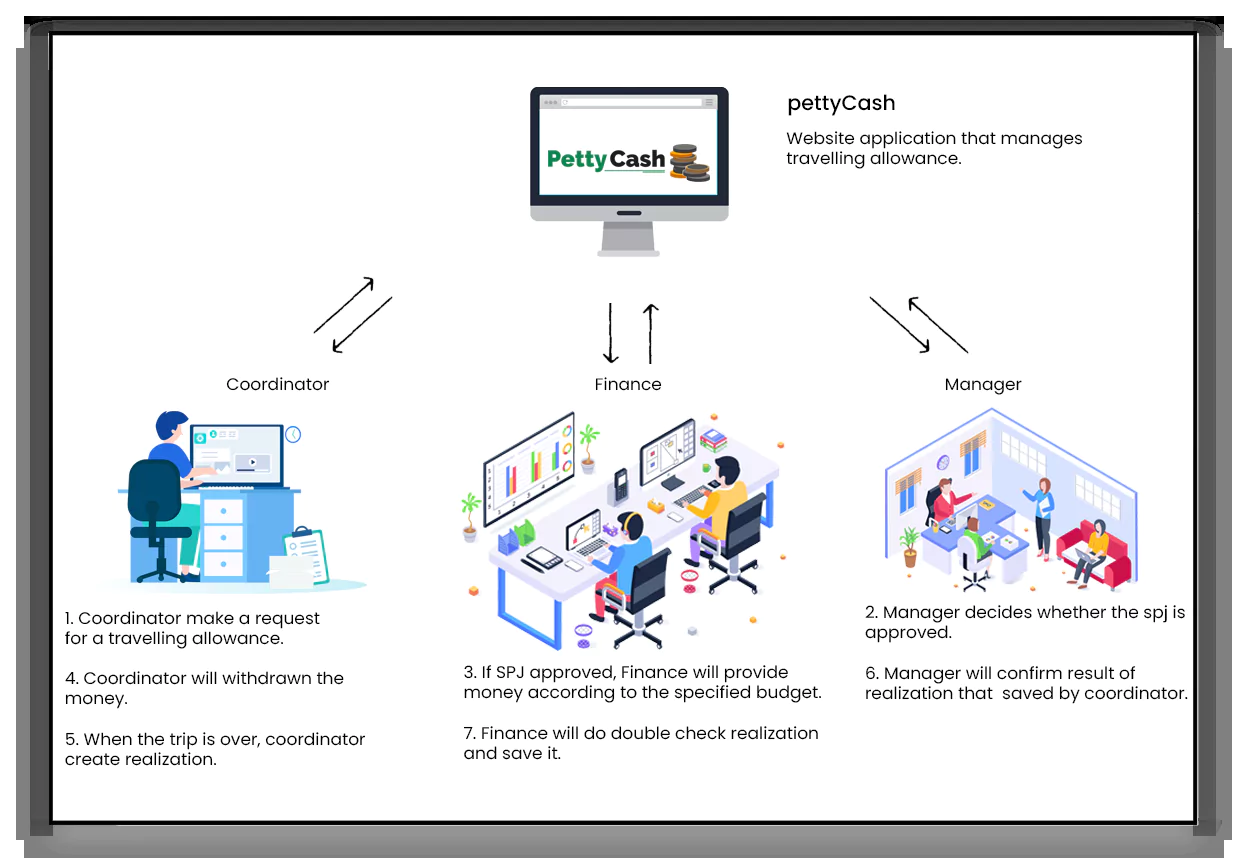 Petty Cash
pettyCash
Website application that manages
travelling allowance.
Coordinator
Finance
Manager
1. Coordinator make a request
for a travelling allowance.
4. Coordinator will withdrawn the
money.
5. When the trip is over, coordinator
create realization.
3. If SPJ approved, Finance will provide
money according to the specified budget.
7. Finance will do double check realization
and save it.
2. Manager decides whether the spj is
approved.
6. Manager will confirm result of
realization that  saved by coordinator.